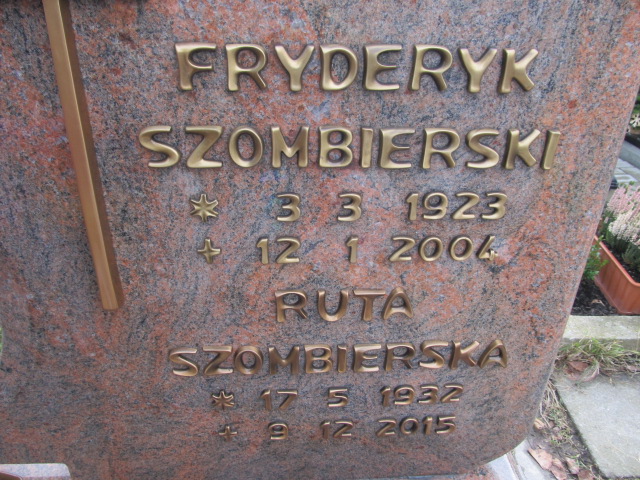 FRYDERYK
SZOMBIERSKI
* 3 3 1923
+ 12 1 2004
RUTA
SZOMBIERSKA
* 17 5 1932
+ 9 12 2015